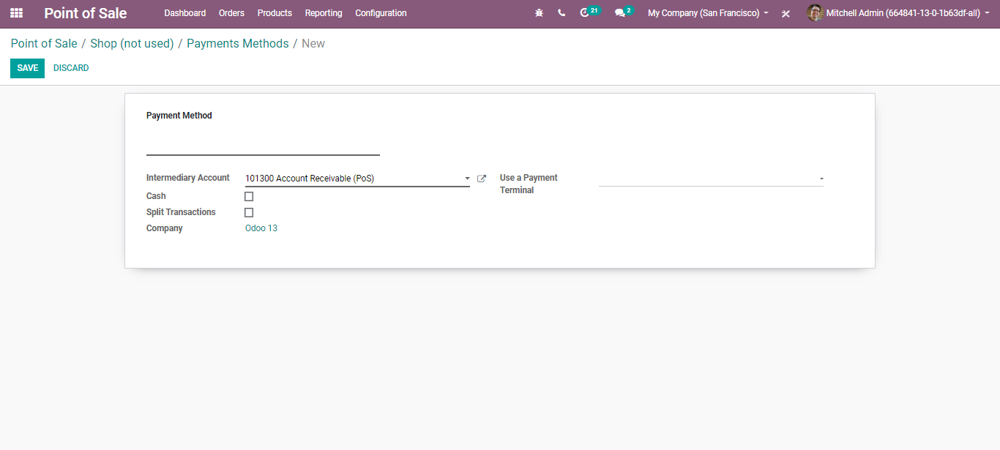 Point of Sale Dashboard Orders Products Reporting Configuration 21 2 My Company (San Francisco) Mitchell Admin (664841-13-0-1b63df-all)
Point of Sale / Shop (not used) / Payments Methods / New
SAVE DISCARD
Payment Method
Intermediary Account 101300 Account Receivable (PoS) Use a Payment
Terminal
Cash
Split Transactions
Company Odoo 13